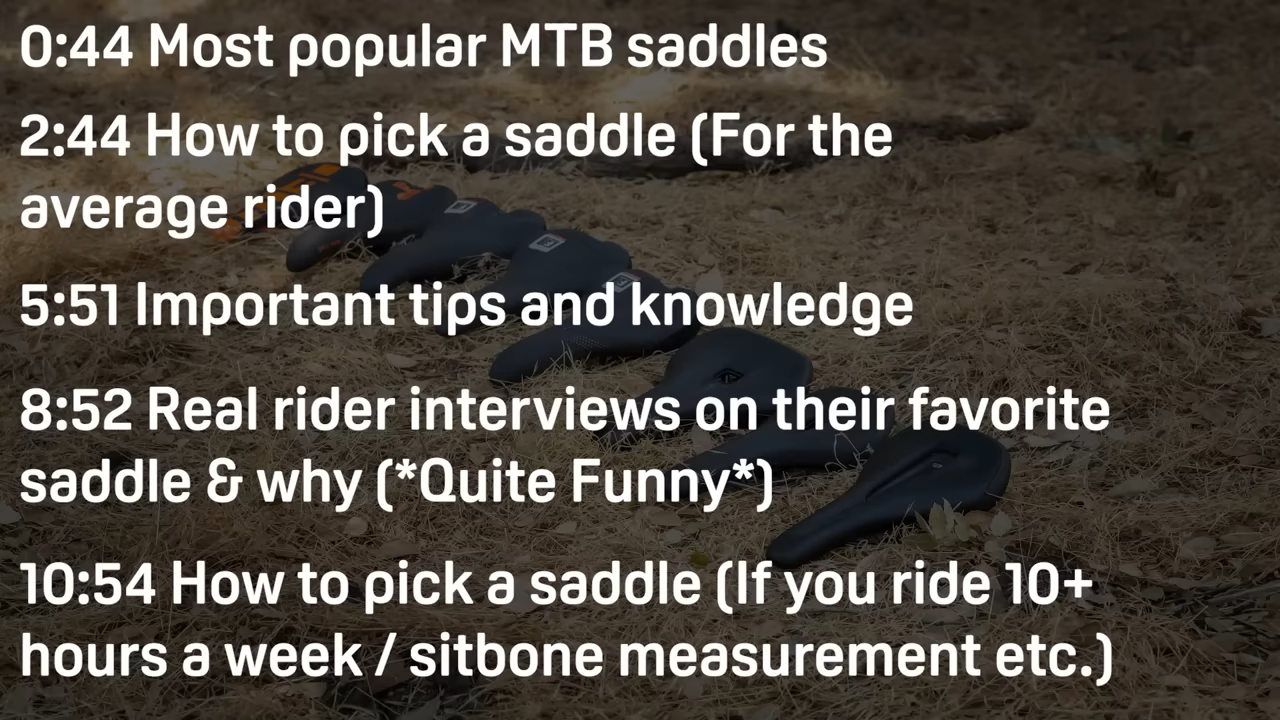 0:44 Most popular MTB saddles
2:44 How to pick a saddle (For the
average rider)
5:51 Important tips and knowledge
8:52 Real rider interviews on their favorite
saddle & why (*Quite Funny*)
10:54 How to pick a saddle (If you ride 10+
hours a week / sitbone measurement etc.)